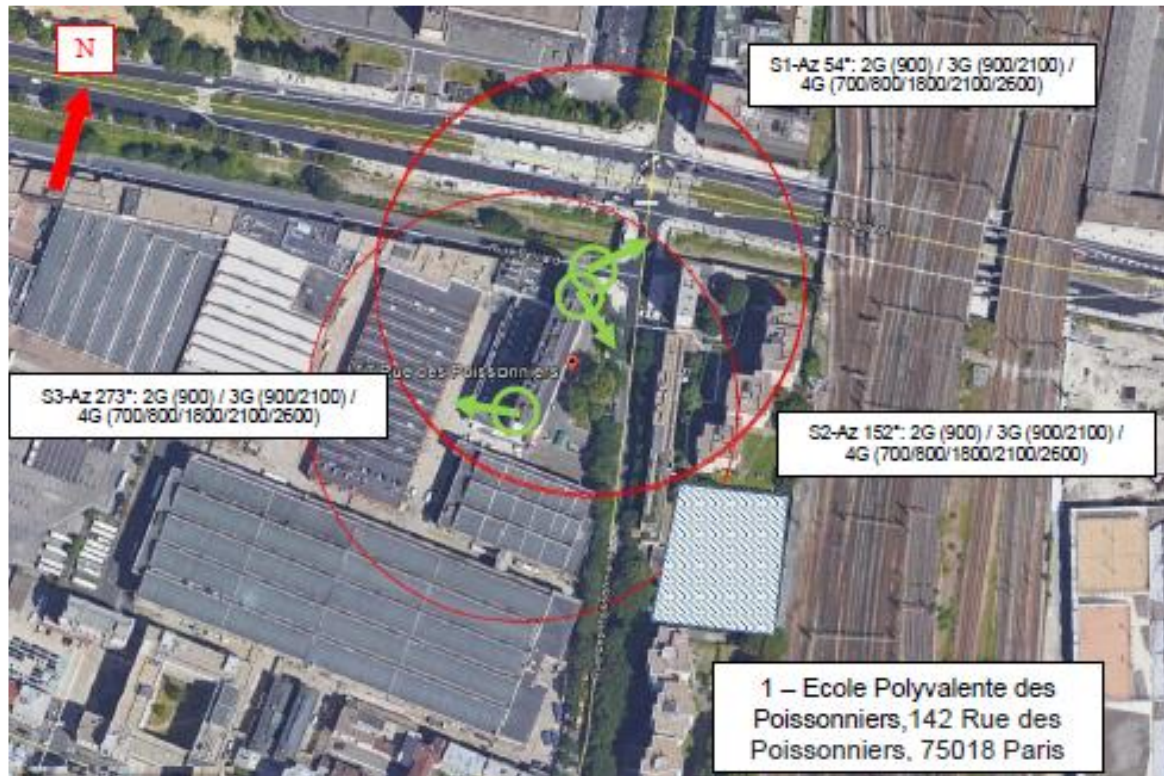 N
S1-Az 54°: 2G (900) / 3G (900/2100) /
4G (700/800/1800/2100/2600)
Rue des Poissonniers
S3-Az 273°: 2G (900) / 3G (900/2100) /
4G (700/800/1800/2100/2600)
S2-Az 152°: 2G (900) / 3G (900/2100) /
4G (700/800/1800/2100/2600)
1 – Ecole Polyvalente des
Poissonniers,142 Rue des
Poissonniers, 75018 Paris